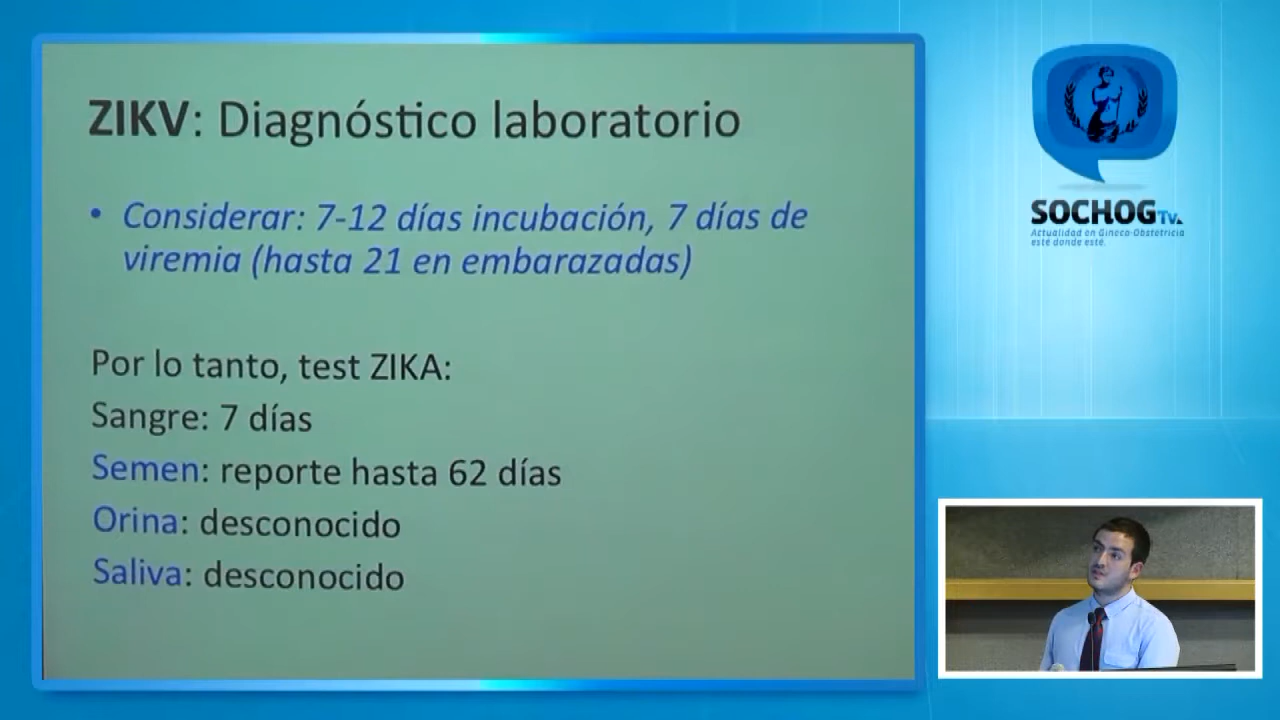 ZIKV: Diagnóstico laboratorio
• Considerar: 7-12 días incubación, 7 días de
viremia (hasta 21 en embarazadas)
Por lo tanto, test ZIKA:
Sangre: 7 días
Semen: reporte hasta 62 días
Orina: desconocido
Saliva: desconocido
SOCHOG Tv.
Actualidad en Gineco-Obstetricia
esté donde esté.